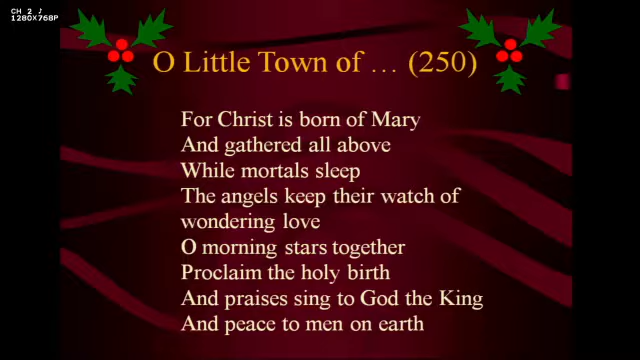 CH 2 ♪
1280X768P
O Little Town of … (250)
For Christ is born of Mary
And gathered all above
While mortals sleep
The angels keep their watch of
wondering love
O morning stars together
Proclaim the holy birth
And praises sing to God the King
And peace to men on earth